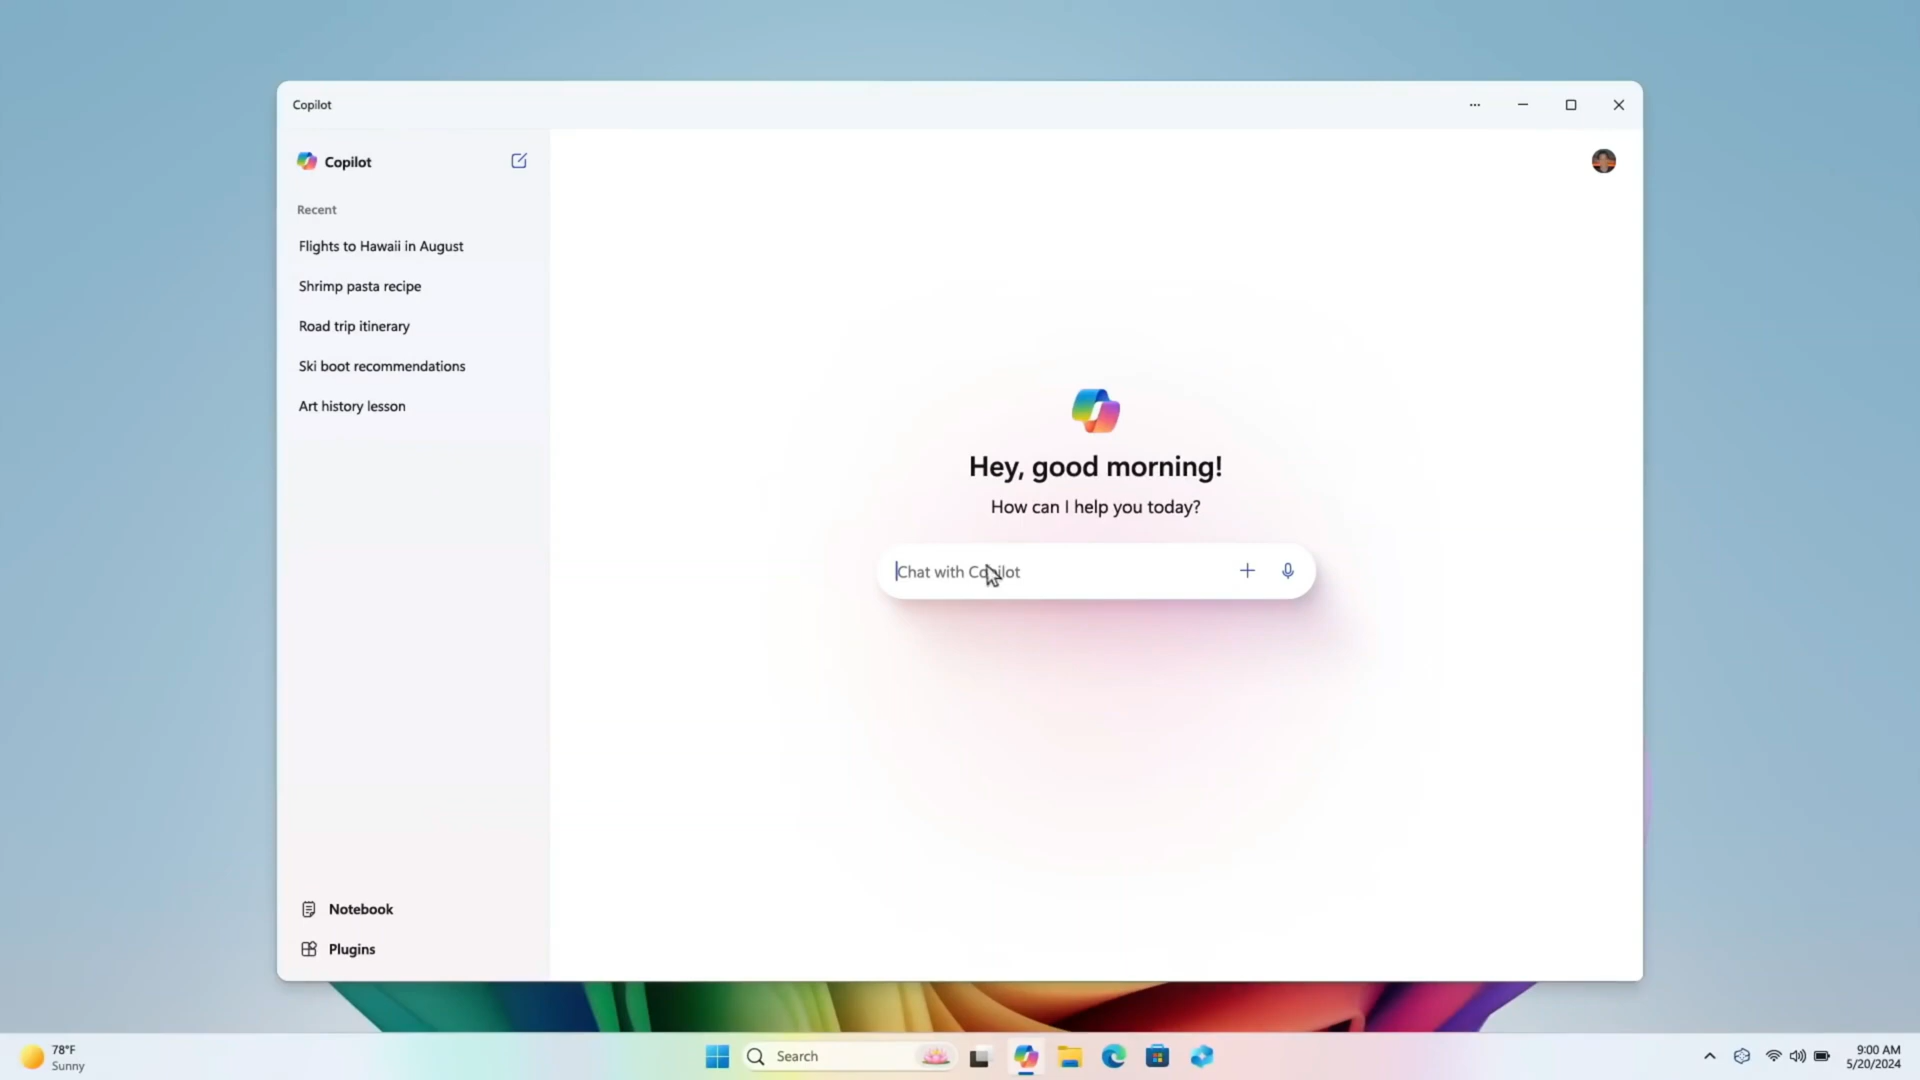 Copilot
Copilot
Recent
Flights to Hawaii in August
Shrimp pasta recipe
Road trip itinerary
Ski boot recommendations
Art history lesson
Hey, good morning!
How can I help you today?
Chat with Copilot
Notebook
Plugins
78°F
Sunny
Search
9:00 AM
5/20/2024